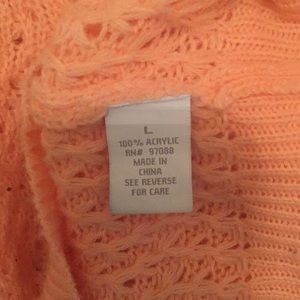 L
100% ACRYLIC
RN# 97088
MADE IN
CHINA
SEE REVERSE
FOR CARE